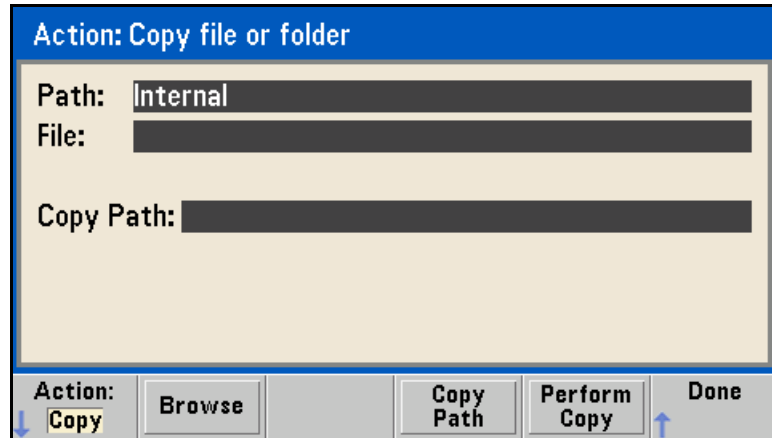 Action: Copy file or folder
Path: Internal
File:
Copy Path:
Action:
Copy
Browse
Copy
Path
Perform
Copy
Done